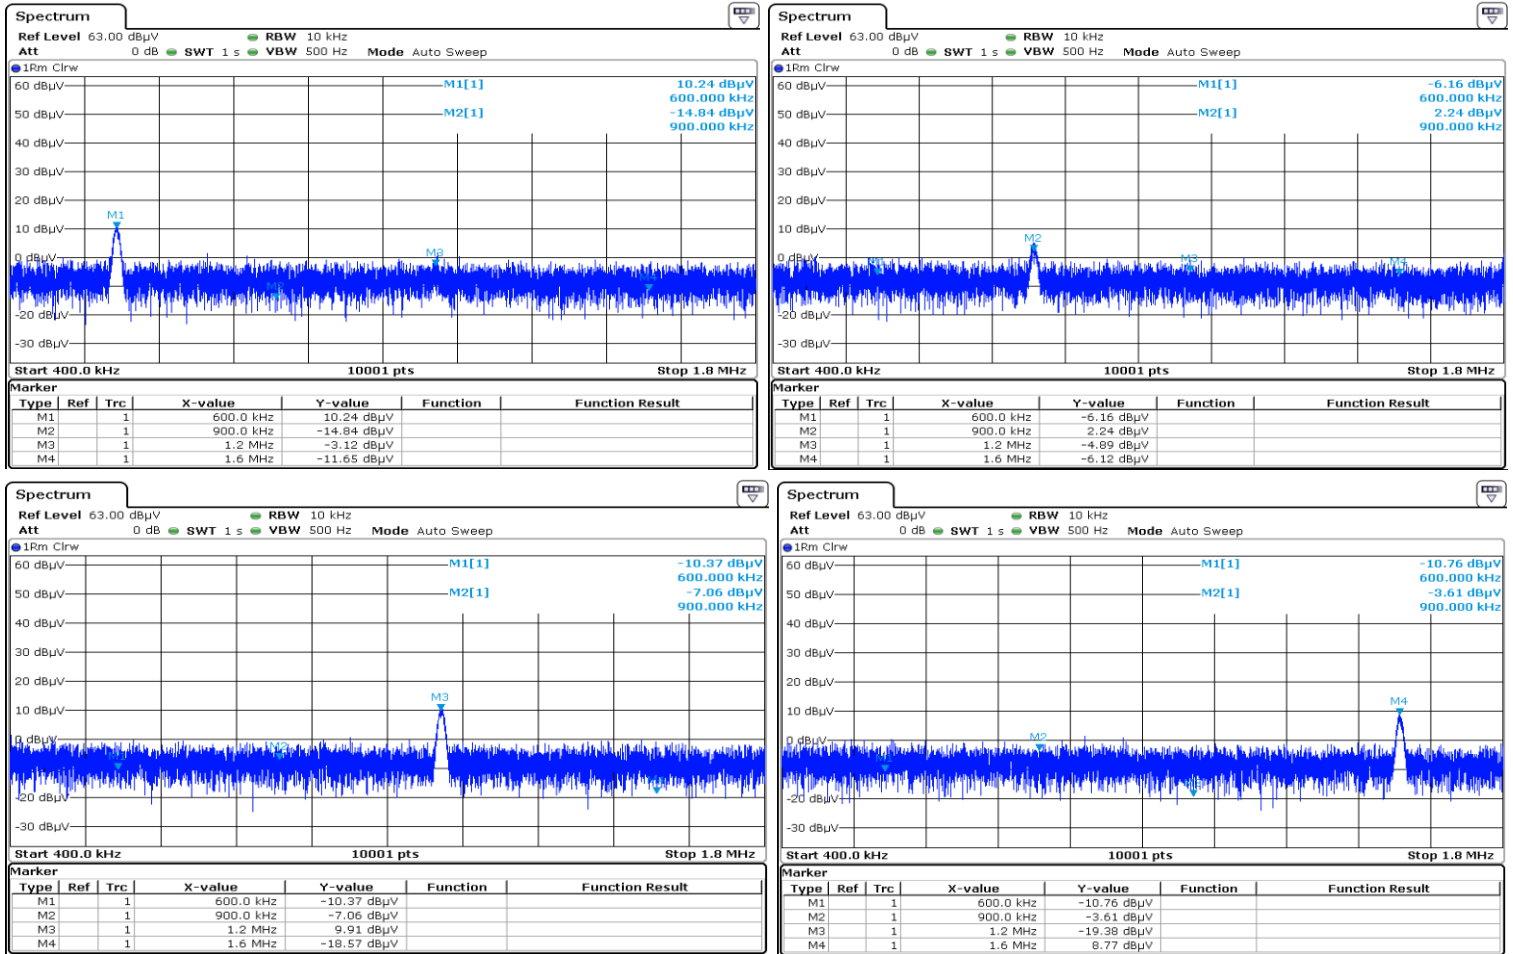 Spectrum
Ref Level 63.00 dBµV RBW 10 kHz
Att 0 dB SWT 1 s VBW 500 Hz Mode Auto Sweep
1Rm Clrw
60 dBµV M1[1] 10.24 dBµV
600.000 kHz
50 dBµV M2[1] -14.84 dBµV
900.000 kHz
40 dBµV
30 dBµV
20 dBµV
M1
10 dBµV
M3
0 dBµV
M2
-20 dBµV
-30 dBµV
Start 400.0 kHz 10001 pts Stop 1.8 MHz
Marker
Type Ref Trc X-value Y-value Function Function Result
M1 1 600.0 kHz 10.24 dBµV
M2 1 900.0 kHz -14.84 dBµV
M3 1 1.2 MHz -3.12 dBµV
M4 1 1.6 MHz -11.65 dBµV
Spectrum
Ref Level 63.00 dBµV RBW 10 kHz
Att 0 dB SWT 1 s VBW 500 Hz Mode Auto Sweep
1Rm Clrw
60 dBµV M1[1] -6.16 dBµV
600.000 kHz
50 dBµV M2[1] 2.24 dBµV
900.000 kHz
40 dBµV
30 dBµV
20 dBµV
10 dBµV
M2
0 dBµV
M3 M4
-20 dBµV
-30 dBµV
Start 400.0 kHz 10001 pts Stop 1.8 MHz
Marker
Type Ref Trc X-value Y-value Function Function Result
M1 1 600.0 kHz -6.16 dBµV
M2 1 900.0 kHz 2.24 dBµV
M3 1 1.2 MHz -4.89 dBµV
M4 1 1.6 MHz -6.12 dBµV
Spectrum
Ref Level 63.00 dBµV RBW 10 kHz
Att 0 dB SWT 1 s VBW 500 Hz Mode Auto Sweep
1Rm Clrw
60 dBµV M1[1] -10.37 dBµV
600.000 kHz
50 dBµV M2[1] -7.06 dBµV
900.000 kHz
40 dBµV
30 dBµV
20 dBµV
M3
10 dBµV
0 dBµV
M2
-20 dBµV
-30 dBµV
Start 400.0 kHz 10001 pts Stop 1.8 MHz
Marker
Type Ref Trc X-value Y-value Function Function Result
M1 1 600.0 kHz -10.37 dBµV
M2 1 900.0 kHz -7.06 dBµV
M3 1 1.2 MHz 9.91 dBµV
M4 1 1.6 MHz -18.57 dBµV
Spectrum
Ref Level 63.00 dBµV RBW 10 kHz
Att 0 dB SWT 1 s VBW 500 Hz Mode Auto Sweep
1Rm Clrw
60 dBµV M1[1] -10.76 dBµV
600.000 kHz
50 dBµV M2[1] -3.61 dBµV
900.000 kHz
40 dBµV
30 dBµV
20 dBµV
M4
10 dBµV
0 dBµV
M2
-20 dBµV
-30 dBµV
Start 400.0 kHz 10001 pts Stop 1.8 MHz
Marker
Type Ref Trc X-value Y-value Function Function Result
M1 1 600.0 kHz -10.76 dBµV
M2 1 900.0 kHz -3.61 dBµV
M3 1 1.2 MHz -19.38 dBµV
M4 1 1.6 MHz 8.77 dBµV